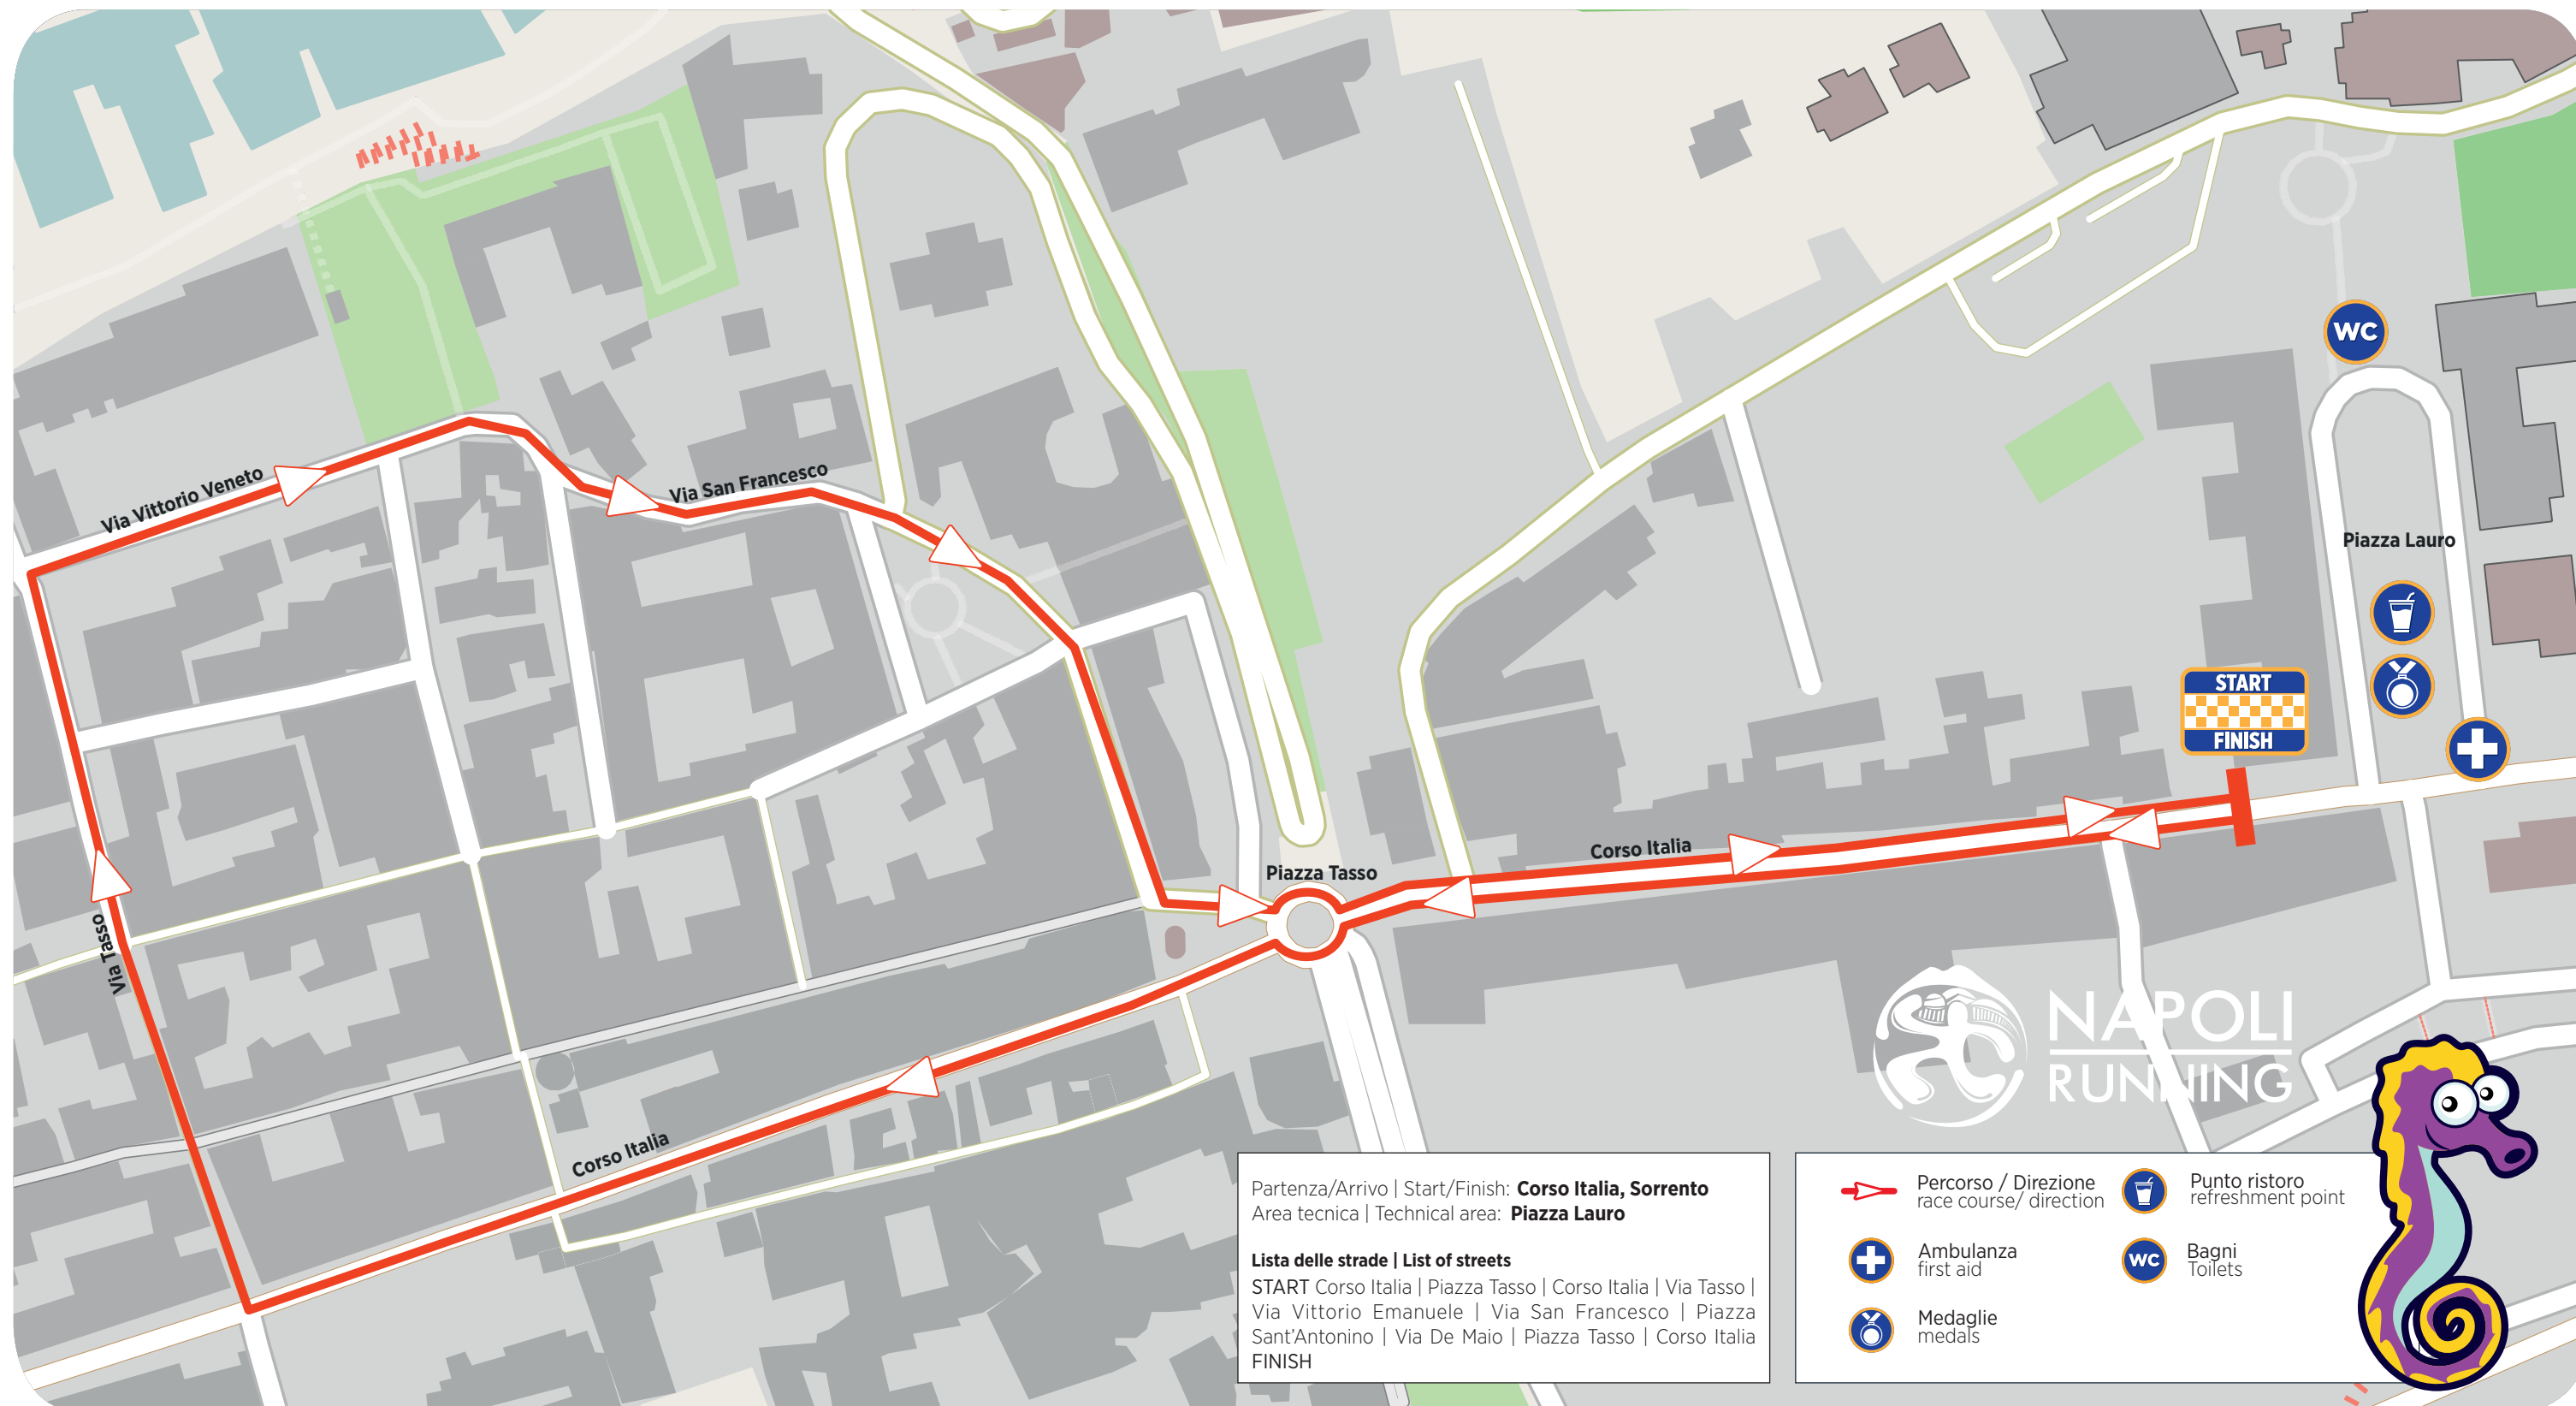 WC
Via Vittorio Veneto
Via San Francesco
Piazza Lauro
START
FINISH
Piazza Tasso
Corso Italia
Via Tasso
Corso Italia
NAPOLI
RUNNING
Partenza/Arrivo | Start/Finish: Corso Italia, Sorrento
Area tecnica | Technical area: Piazza Lauro
Lista delle strade | List of streets
START Corso Italia | Piazza Tasso | Corso Italia | Via Tasso |
Via Vittorio Emanuele | Via San Francesco | Piazza
Sant'Antonino | Via De Maio | Piazza Tasso | Corso Italia
FINISH
Percorso / Direzione
race course/ direction
Punto ristoro
refreshment point
Ambulanza
first aid
WC
Bagni
Toilets
Medaglie
medals